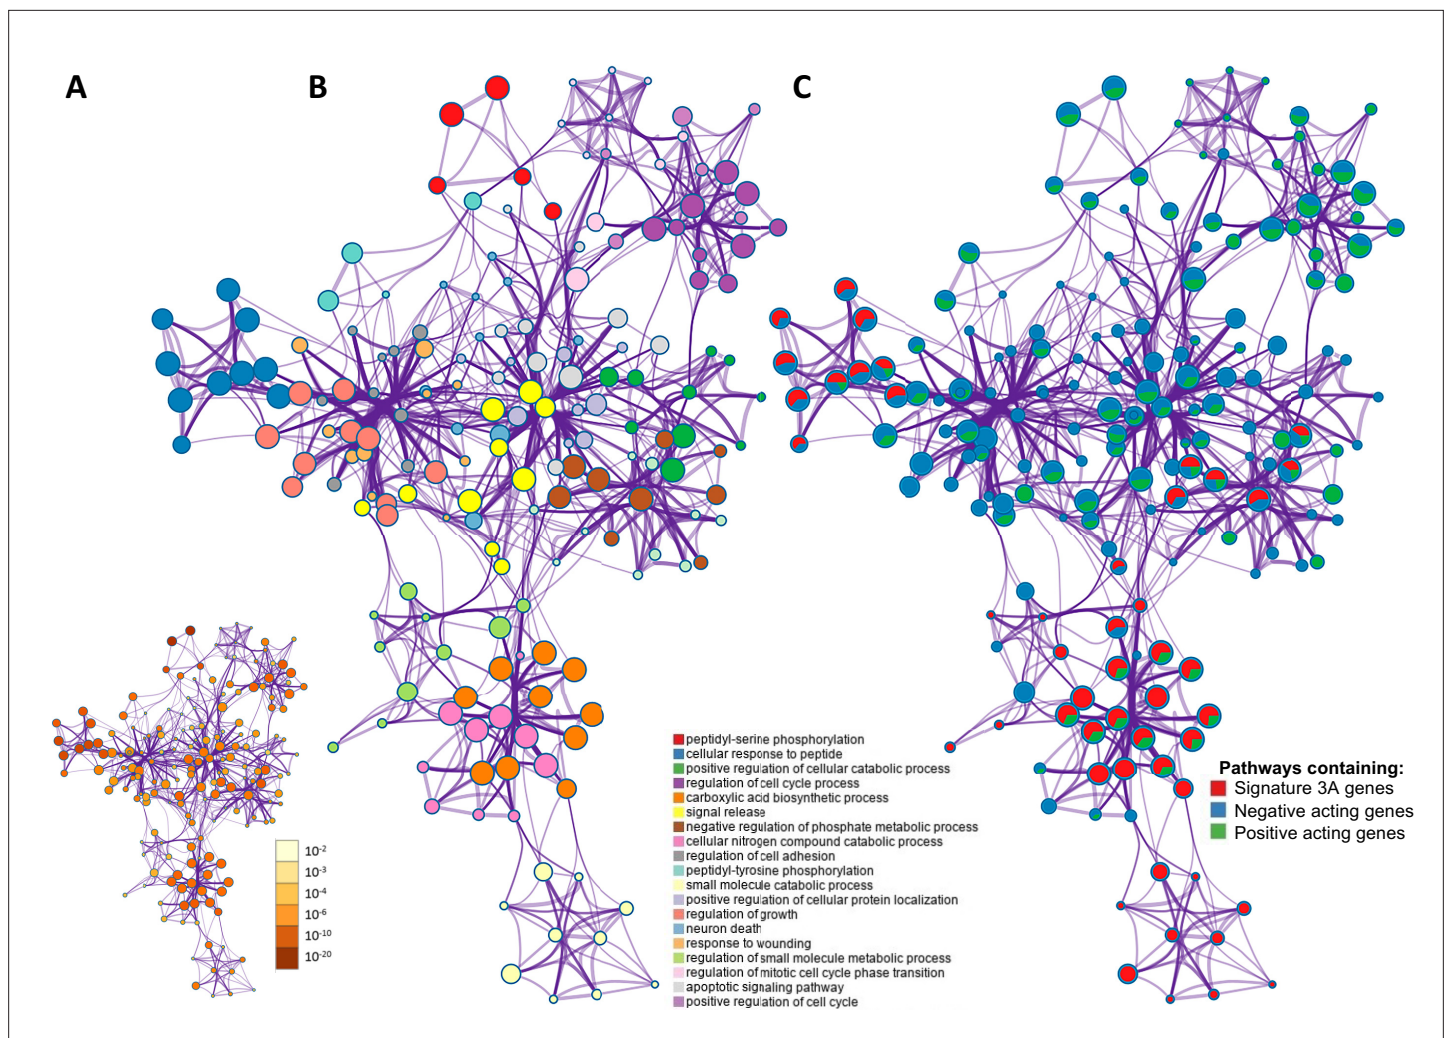 A
B
C
peptidyl-serine phosphorylation
cellular response to peptide
positive regulation of cellular catabolic process
regulation of cell cycle process
carboxylic acid biosynthetic process
signal release
negative regulation of phosphate metabolic process
cellular nitrogen compound catabolic process
regulation of cell adhesion
peptidyl-tyrosine phosphorylation
small molecule catabolic process
positive regulation of cellular protein localization
regulation of growth
neuron death
response to wounding
regulation of small molecule metabolic process
regulation of mitotic cell cycle phase transition
apoptotic signaling pathway
positive regulation of cell cycle
Pathways containing:
Signature 3A genes
Negative acting genes
Positive acting genes
10-2
10-3
10-4
10-6
10-10
10-20